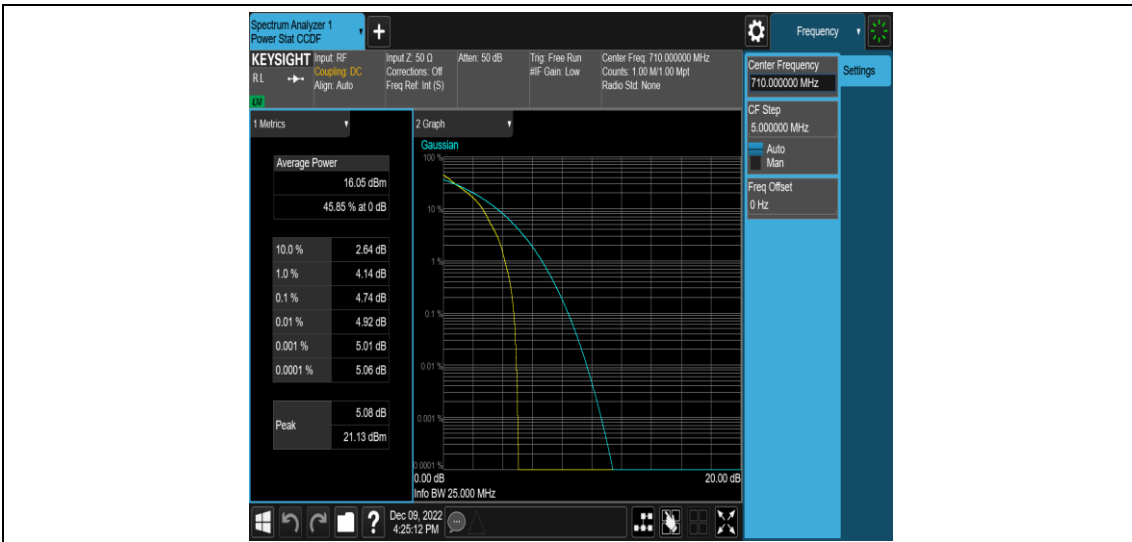 Spectrum Analyzer 1
Power Stat CCDF
+
Frequency
KEYSIGHT
RL
LXI
Input: RF
Coupling: DC
Align: Auto
Input Z: 50 Ω
Corrections: Off
Freq Ref: Int (S)
Atten: 50 dB
Trig: Free Run
#IF Gain: Low
Center Freq: 710.000000 MHz
Counts: 1.00 M/1.00 Mpt
Radio Std: None
Center Frequency
710.000000 MHz
Settings
CF Step
5.000000 MHz
Auto
Man
Freq Offset
0 Hz
1 Metrics
Average Power
16.05 dBm
45.85 % at 0 dB
10.0 % 2.64 dB
1.0 % 4.14 dB
0.1 % 4.74 dB
0.01 % 4.92 dB
0.001 % 5.01 dB
0.0001 % 5.06 dB
Peak
5.08 dB
21.13 dBm
2 Graph
Gaussian
100 %
10 %
1 %
0.1 %
0.01 %
0.001 %
0.0001 %
0.00 dB 20.00 dB
Info BW 25.000 MHz
?
Dec 09, 2022
4:25:12 PM